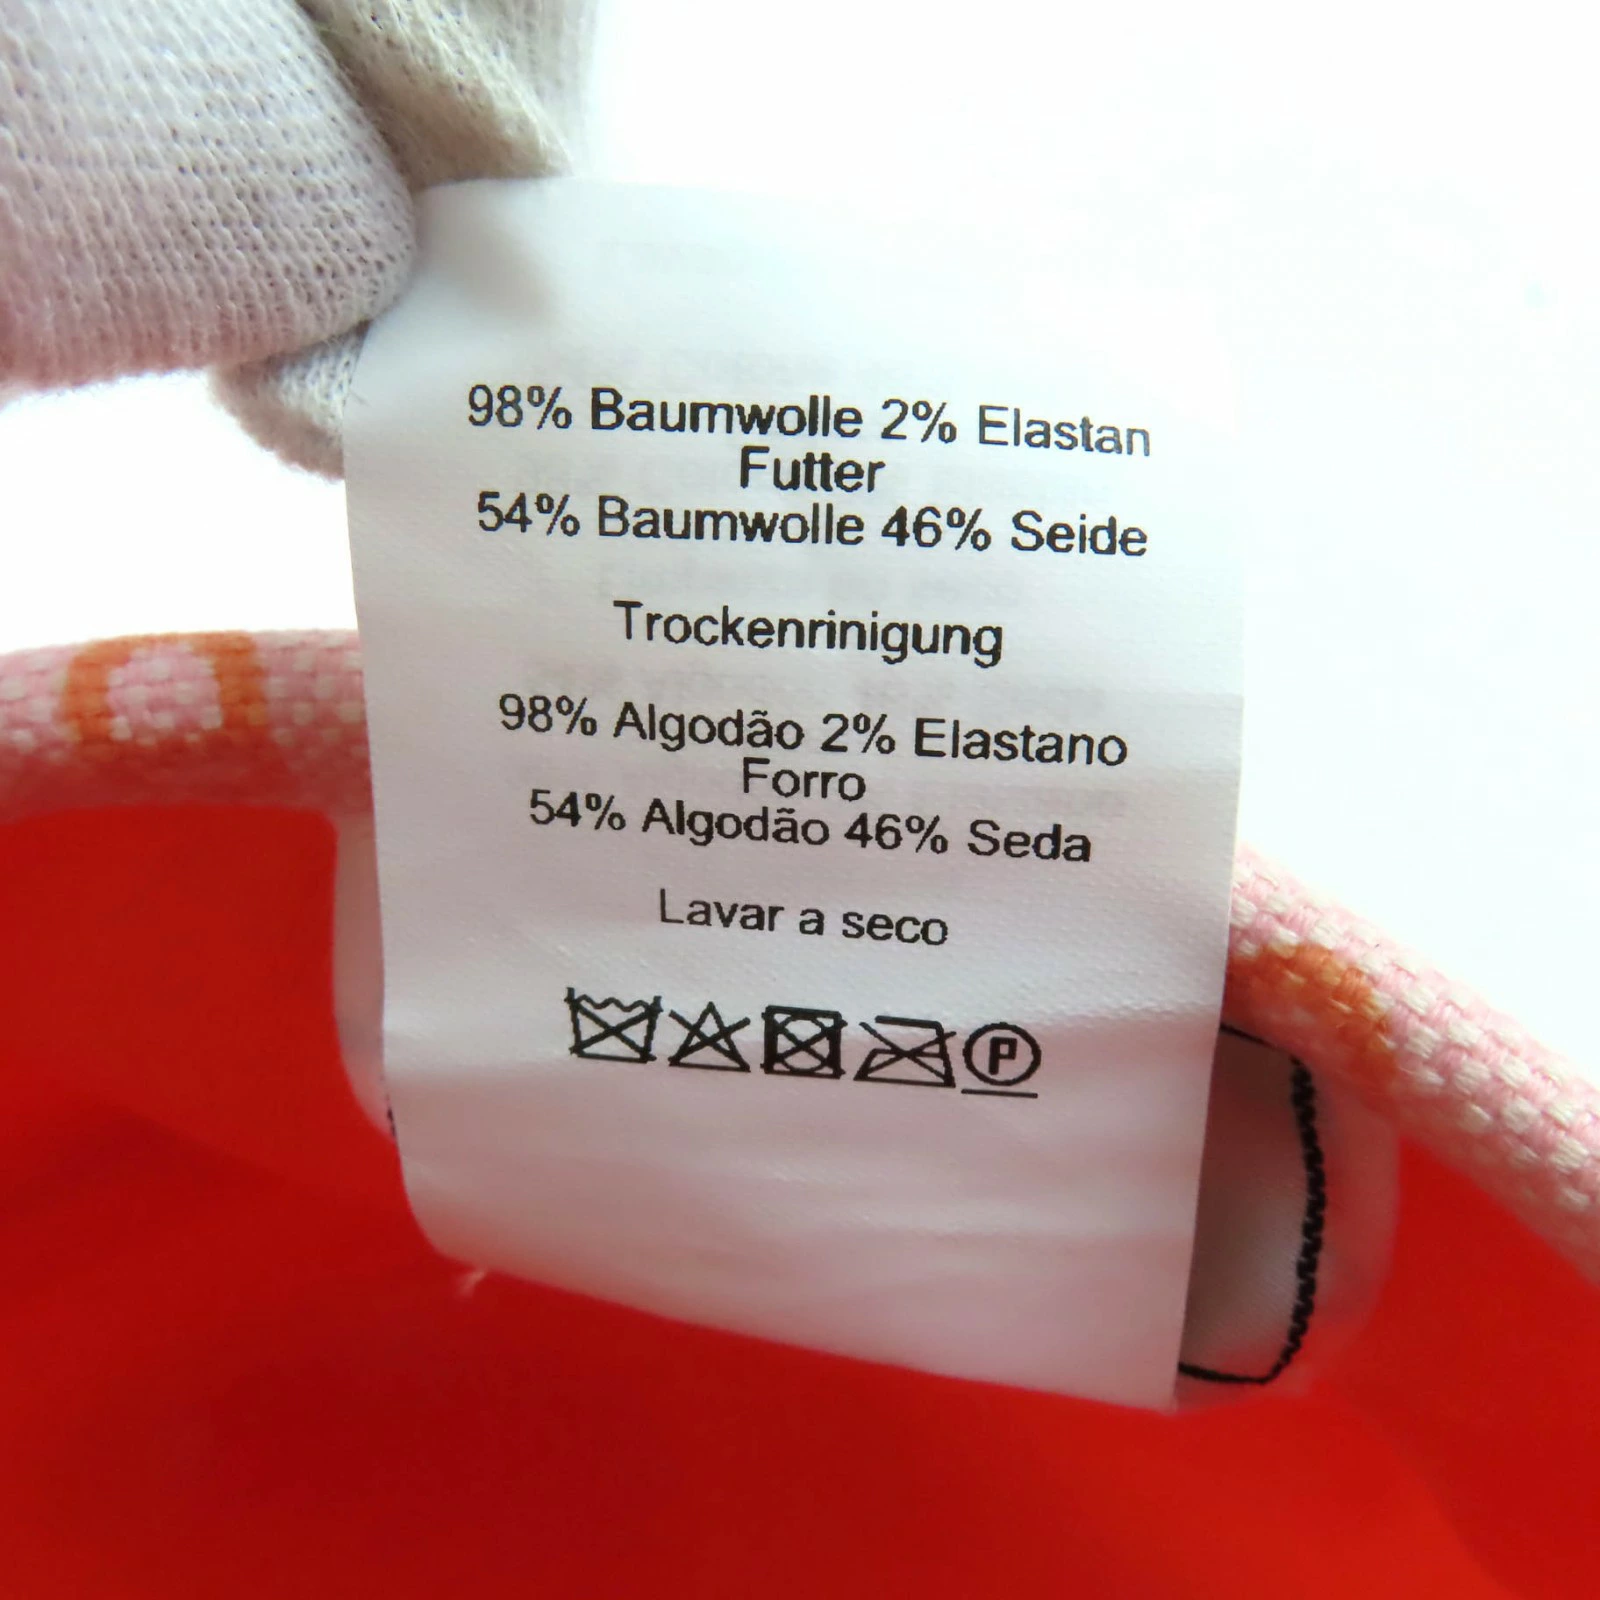 98% Baumwolle 2% Elastan
Futter
54% Baumwolle 46% Seide
Trockenrinigung
98% Algodão 2% Elastano
Forro
54% Algodão 46% Seda
Lavar a seco
P